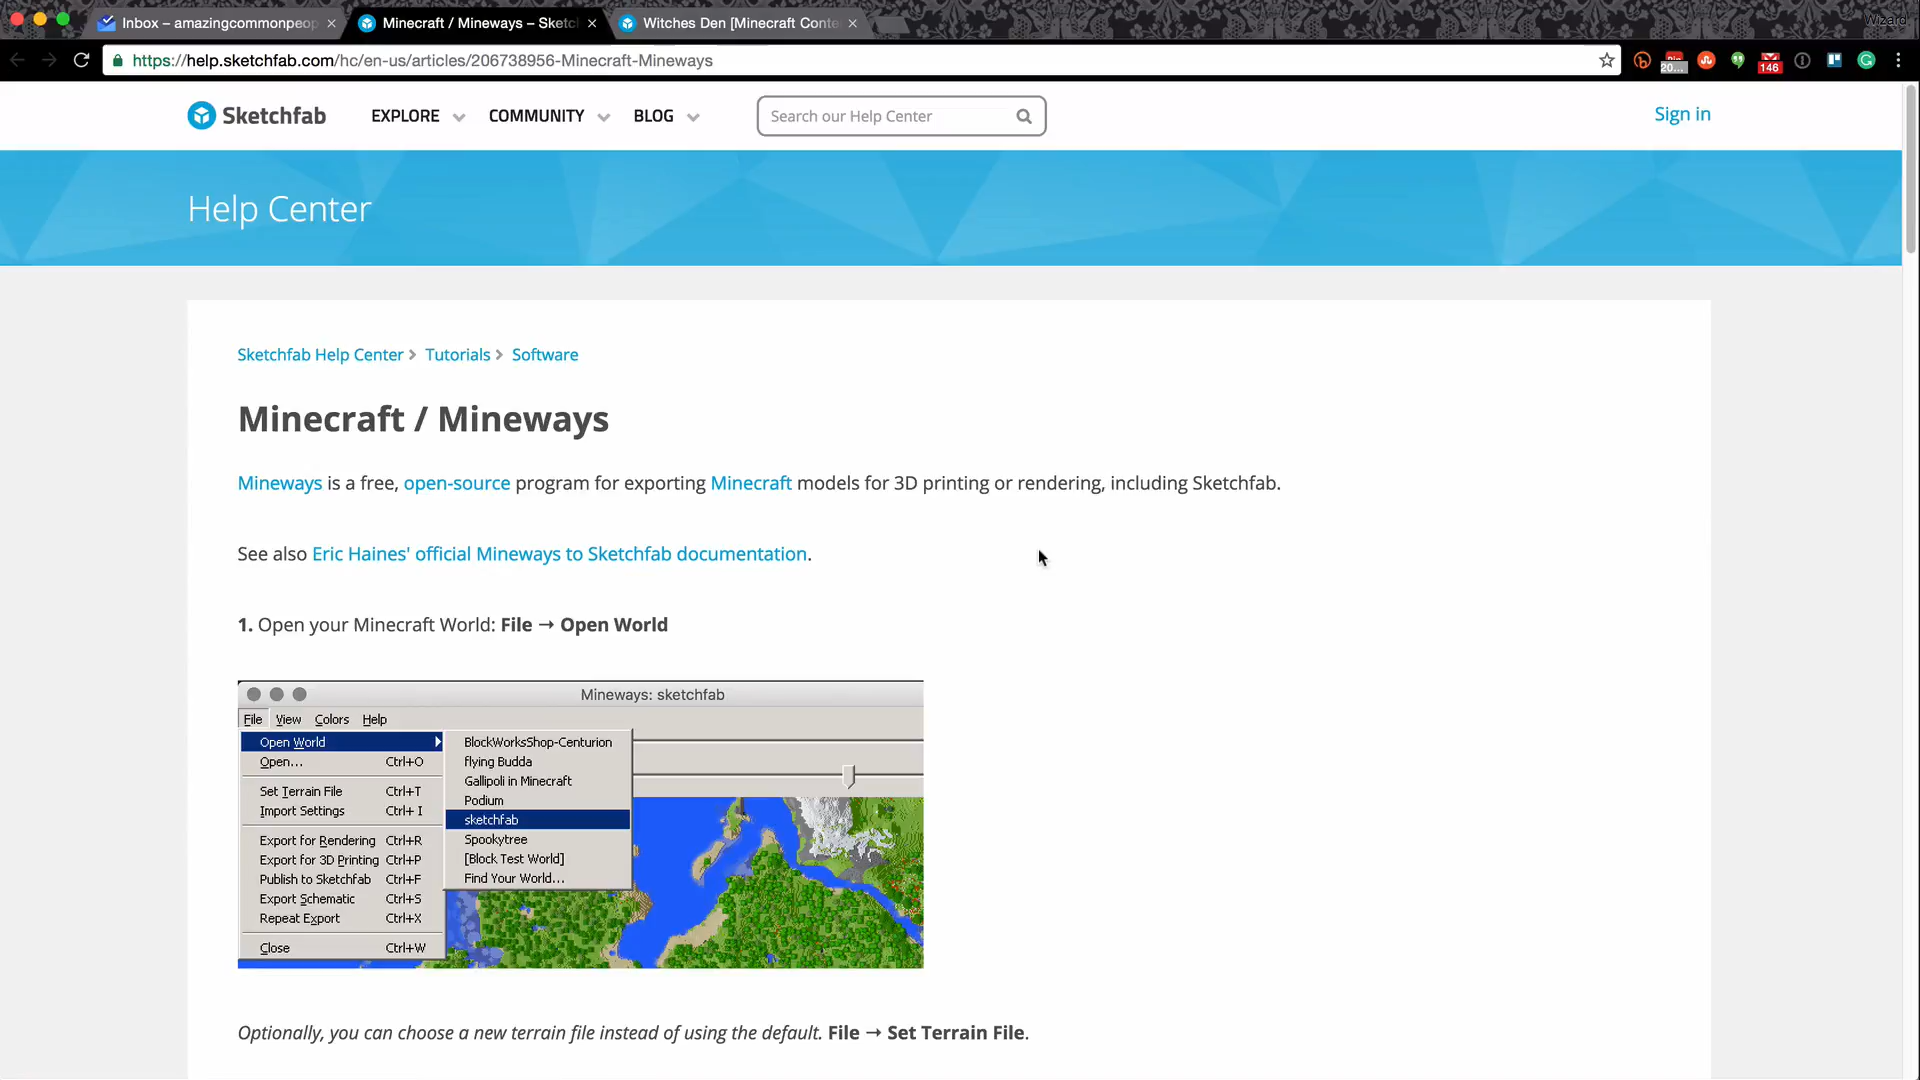 Inbox – amazingcommonpeop
Minecraft / Mineways – Sketc
Witches Den [Minecraft Conte
Wizard
https://help.sketchfab.com/hc/en-us/articles/206738956-Minecraft-Mineways
20...
146
Sketchfab
EXPLORE
COMMUNITY
BLOG
Search our Help Center
Sign in
Help Center
Sketchfab Help Center > Tutorials > Software
Minecraft / Mineways
Mineways is a free, open-source program for exporting Minecraft models for 3D printing or rendering, including Sketchfab.
See also Eric Haines' official Mineways to Sketchfab documentation.
1. Open your Minecraft World: File → Open World
Mineways: sketchfab
File View Colors Help
Open World
Open... Ctrl+O
Set Terrain File Ctrl+T
Import Settings Ctrl+ I
Export for Rendering Ctrl+R
Export for 3D Printing Ctrl+P
Publish to Sketchfab Ctrl+F
Export Schematic Ctrl+S
Repeat Export Ctrl+X
Close Ctrl+W
BlockWorksShop-Centurion
flying Budda
Gallipoli in Minecraft
Podium
sketchfab
Spookytree
[Block Test World]
Find Your World...
Optionally, you can choose a new terrain file instead of using the default. File → Set Terrain File.